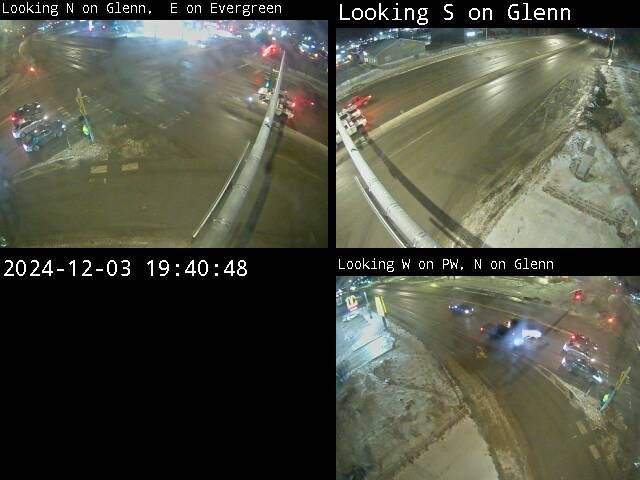 Looking N on Glenn,  E on Evergreen
Looking S on Glenn
2024-12-03 19:40:48
Looking W on PW, N on Glenn